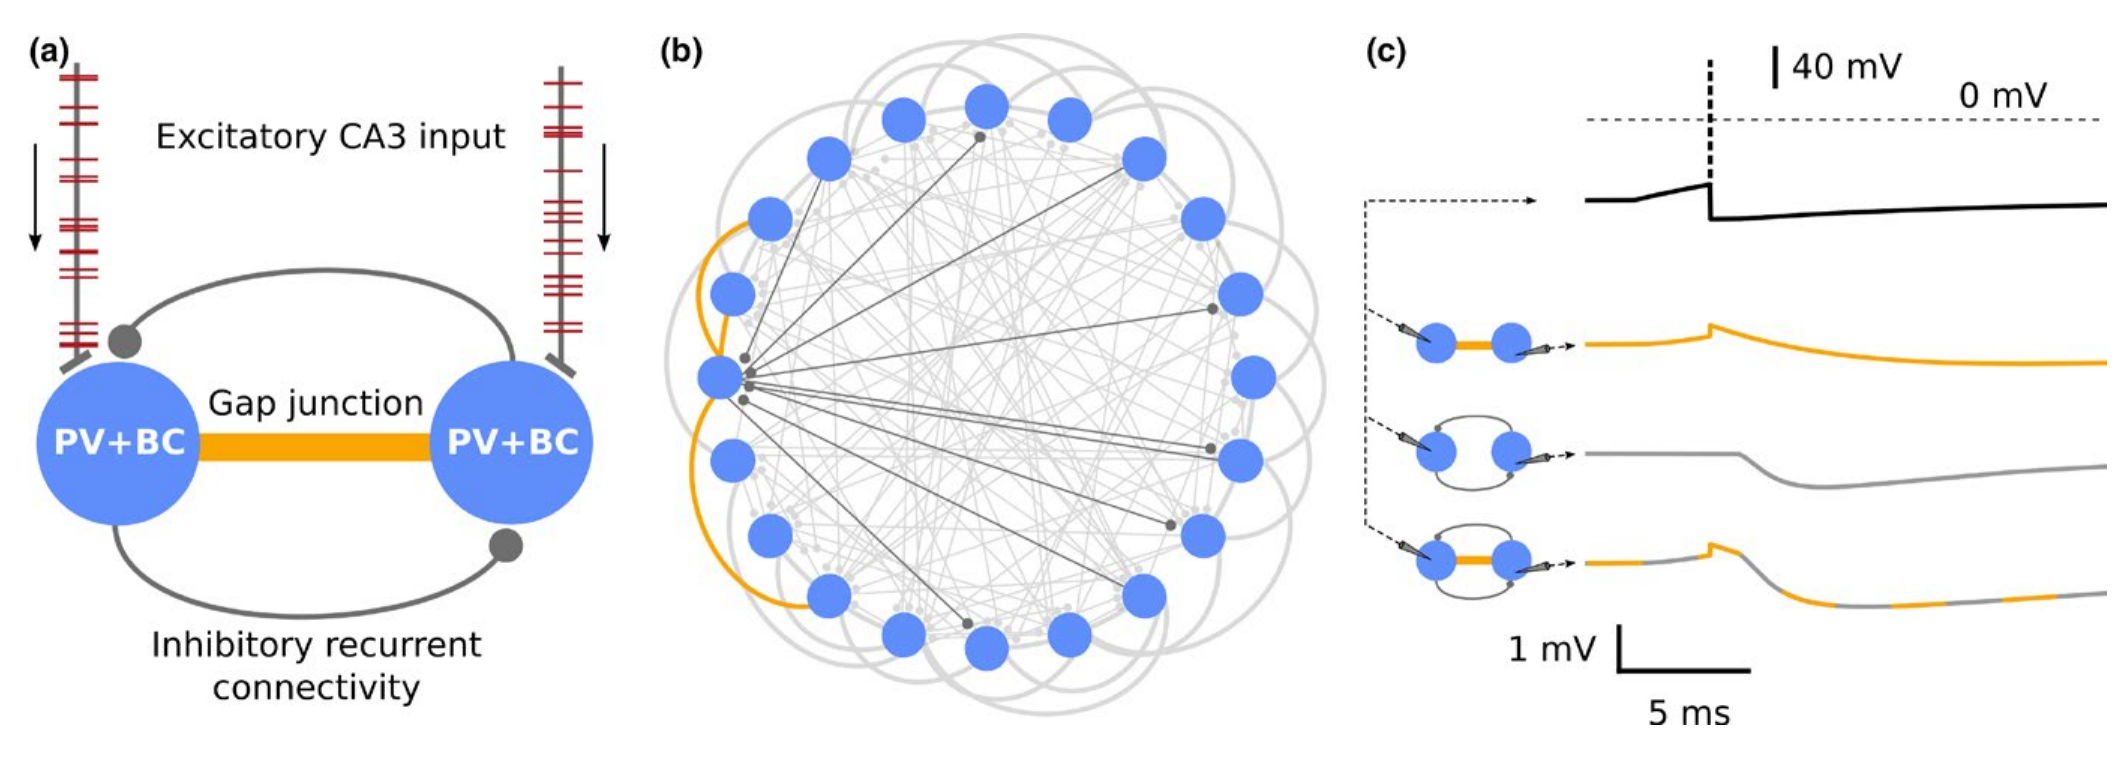 (a)
Excitatory CA3 input
Gap junction
PV+BC
PV+BC
Inhibitory recurrent
connectivity
(b)
(c)
40 mV
0 mV
1 mV
5 ms